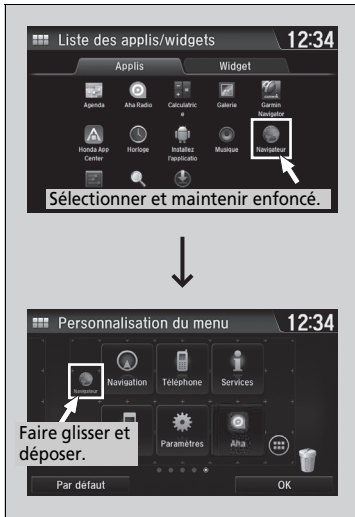 Liste des applis/widgets
12:34
Applis
Widget
Agenda
Aha Radio
Calculatric
e
Galerie
Garmin
Navigator
Honda App
Center
Horloge
Installez
l'applicatio
Musique
Navigateur
Sélectionner et maintenir enfoncé.
Personnalisation du menu
12:34
Navigateur
Navigation
Téléphone
Services
Faire glisser et
déposer.
Paramètres
Aha
Par défaut
OK